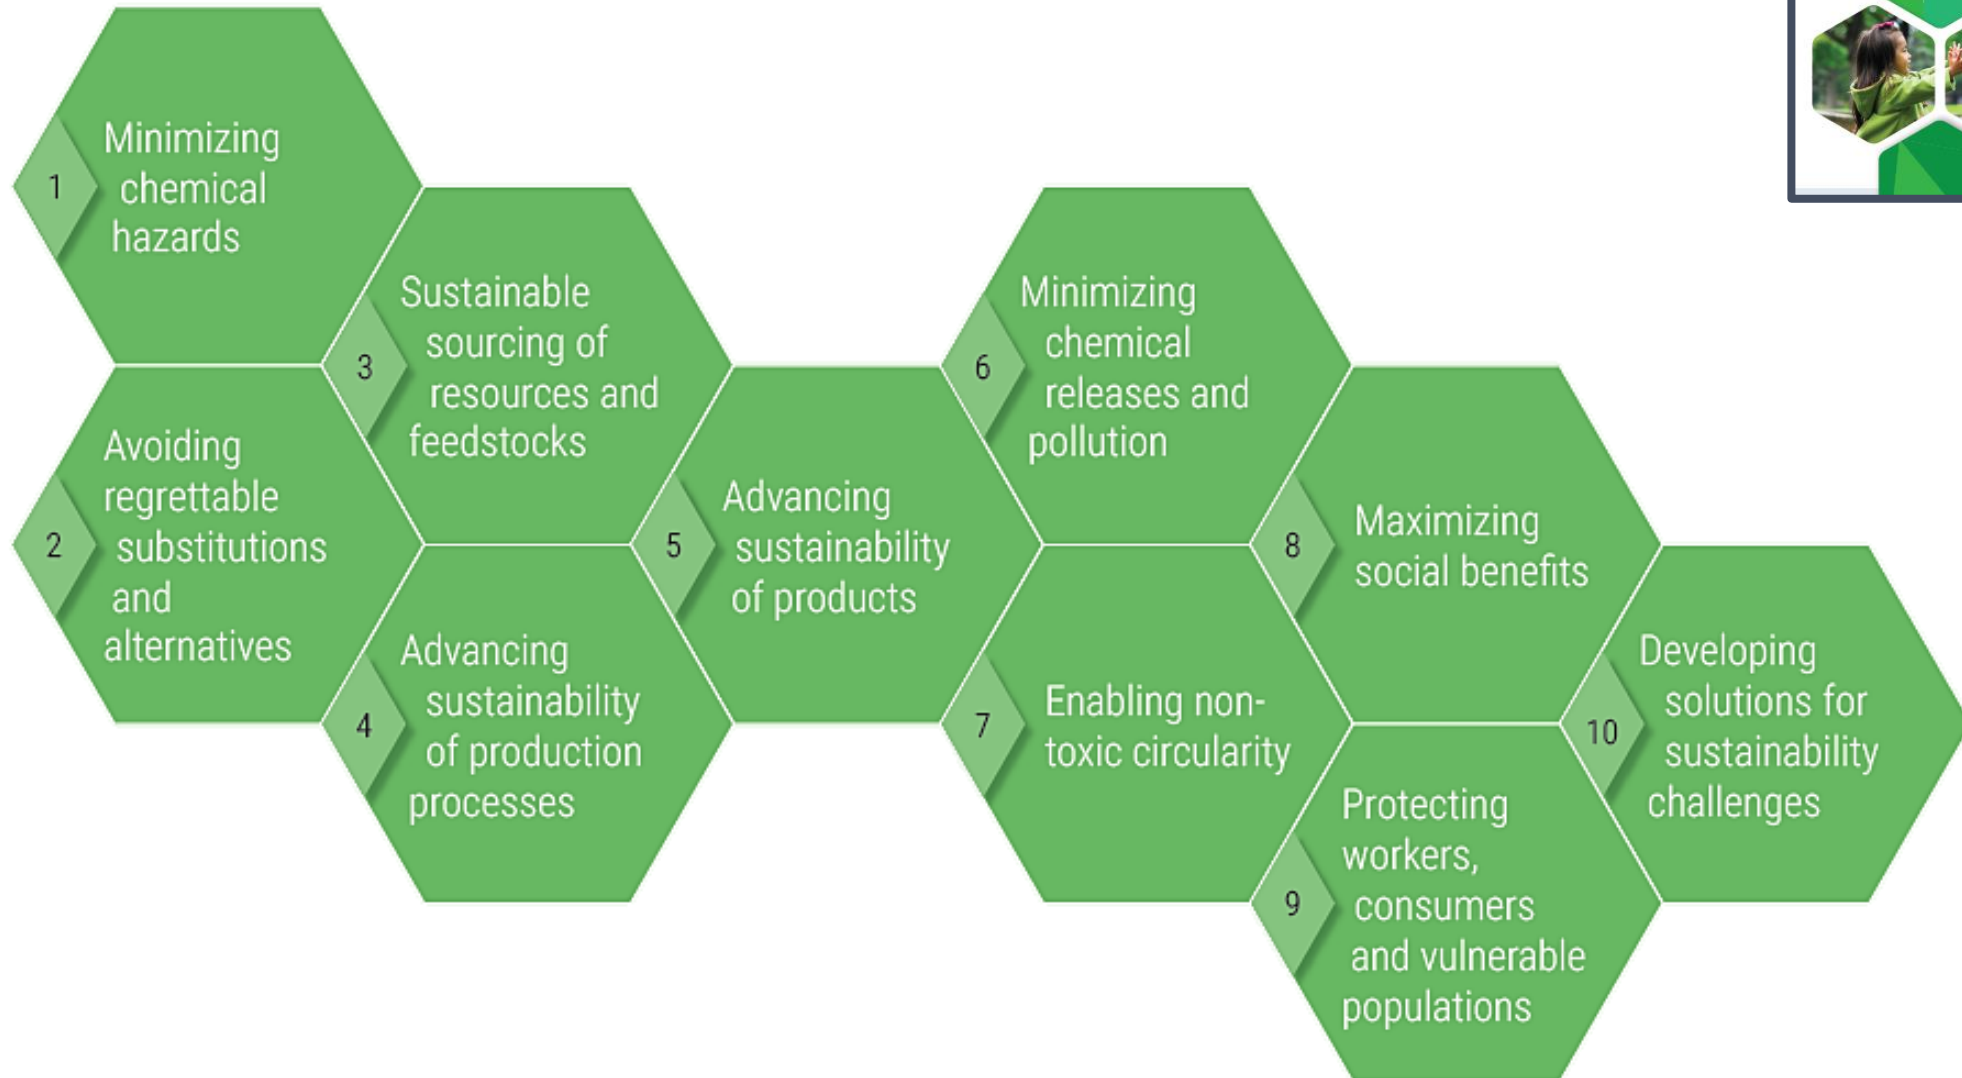 1
Minimizing
chemical
hazards
2
Avoiding
regrettable
substitutions
and
alternatives
3
Sustainable
sourcing of
resources and
feedstocks
4
Advancing
sustainability
of production
processes
5
Advancing
sustainability
of products
6
Minimizing
chemical
releases and
pollution
7
Enabling non-
toxic circularity
8
Maximizing
social benefits
9
Protecting
workers,
consumers
and vulnerable
populations
10
Developing
solutions for
sustainability
challenges